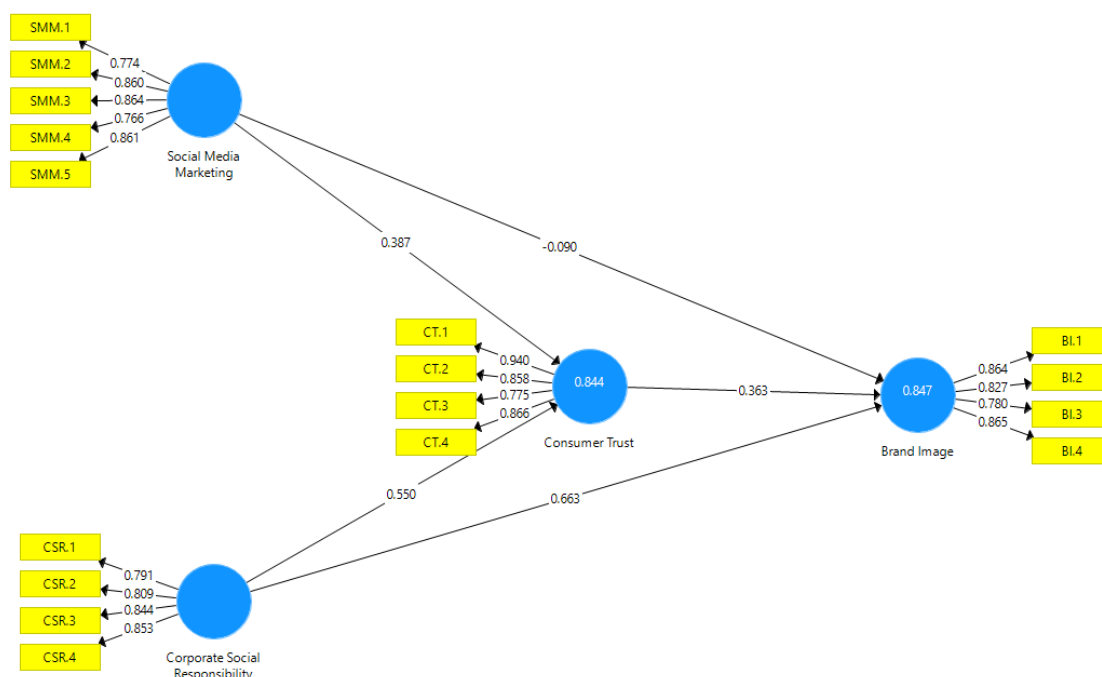 SMM.1
SMM.2
SMM.3
SMM.4
SMM.5
0.774
0.860
0.864
0.766
0.861
Social Media
Marketing
0.387
-0.090
CT.1
CT.2
CT.3
CT.4
0.940
0.858
0.775
0.866
0.844
Consumer Trust
0.363
0.847
Brand Image
0.864
0.827
0.780
0.865
BI.1
BI.2
BI.3
BI.4
0.550
0.663
CSR.1
CSR.2
CSR.3
CSR.4
0.791
0.809
0.844
0.853
Corporate Social
Responsibility